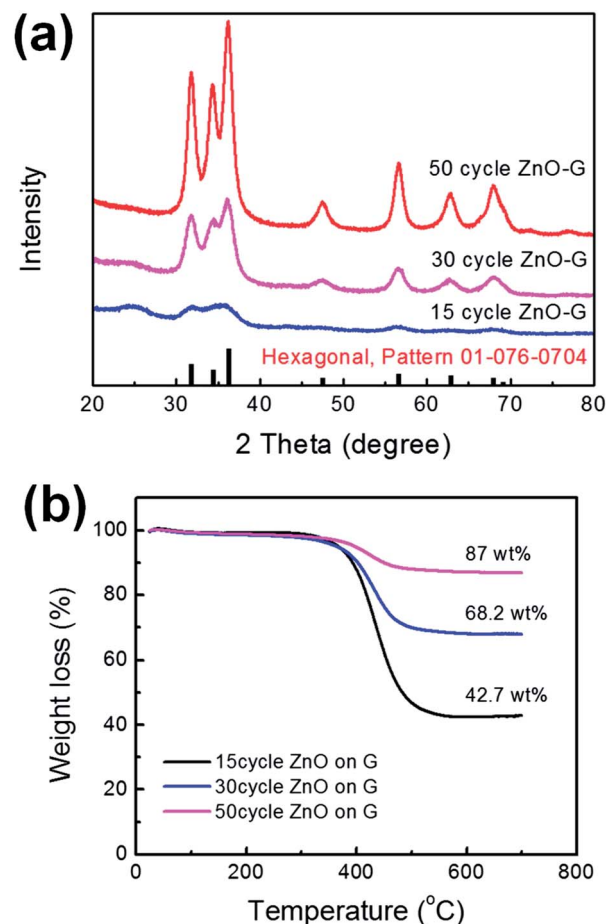 (a)
Intensity
50 cycle ZnO-G
30 cycle ZnO-G
15 cycle ZnO-G
Hexagonal, Pattern 01-076-0704
20 30 40 50 60 70 80
2 Theta (degree)
(b)
Weight loss (%)
100
80
60
40
20
0
87 wt%
68.2 wt%
42.7 wt%
15cycle ZnO on G
30cycle ZnO on G
50cycle ZnO on G
0 200 400 600 800
Temperature (°C)